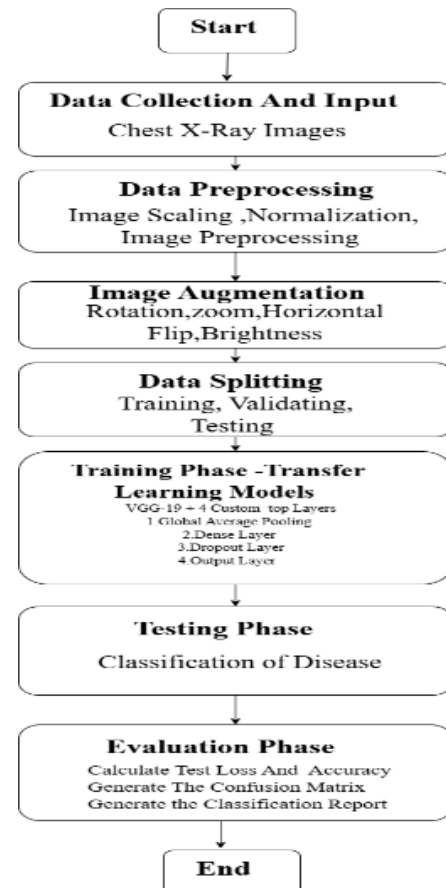 Start
Data Collection And Input
Chest X-Ray Images
Data Preprocessing
Image Scaling ,Normalization,
Image Preprocessing
Image Augmentation
Rotation,zoom,Horizontal
Flip,Brightness
Data Splitting
Training, Validating,
Testing
Training Phase -Transfer
Learning Models
VGG-19 + 4 Custom top Layers
1 Global Average Pooling
2.Dense Layer
3.Dropout Layer
4.Output Layer
Testing Phase
Classification of Disease
Evaluation Phase
Calculate Test Loss And Accuracy
Generate The Confusion Matrix
Generate the Classification Report
End